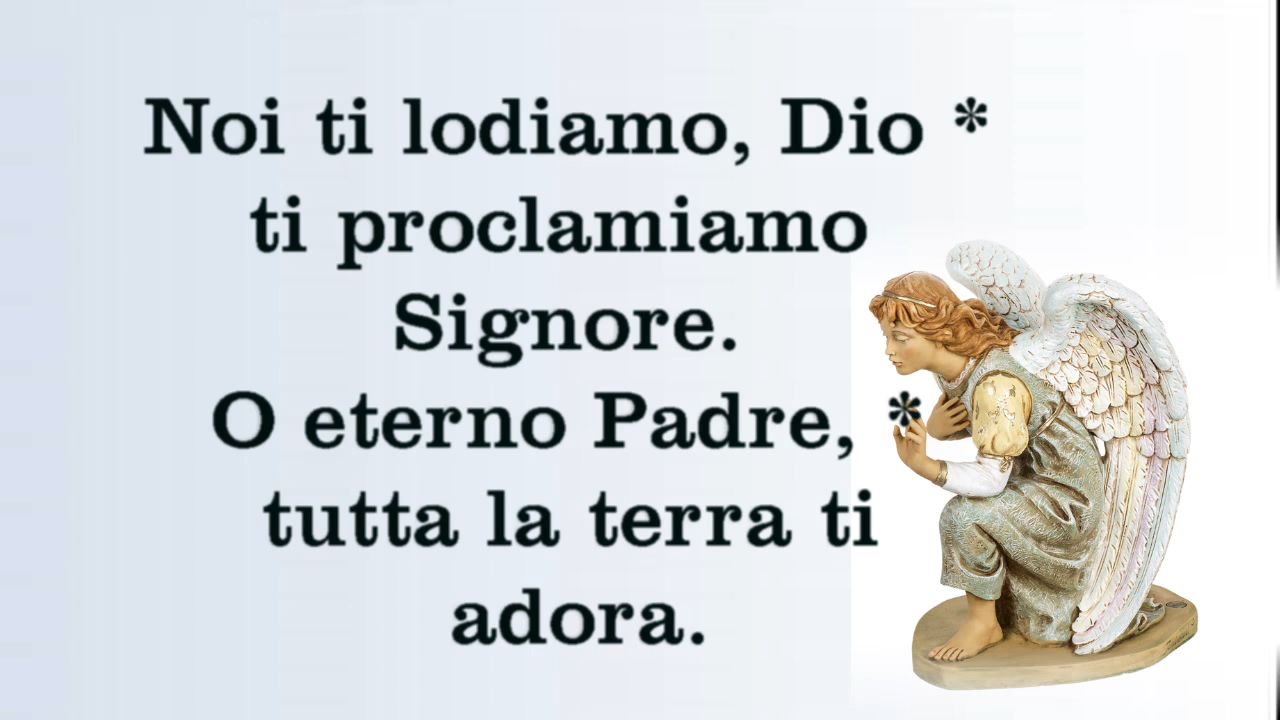 Noi ti lodiamo, Dio *
ti proclamiamo
Signore.
O eterno Padre, *
tutta la terra ti
adora.